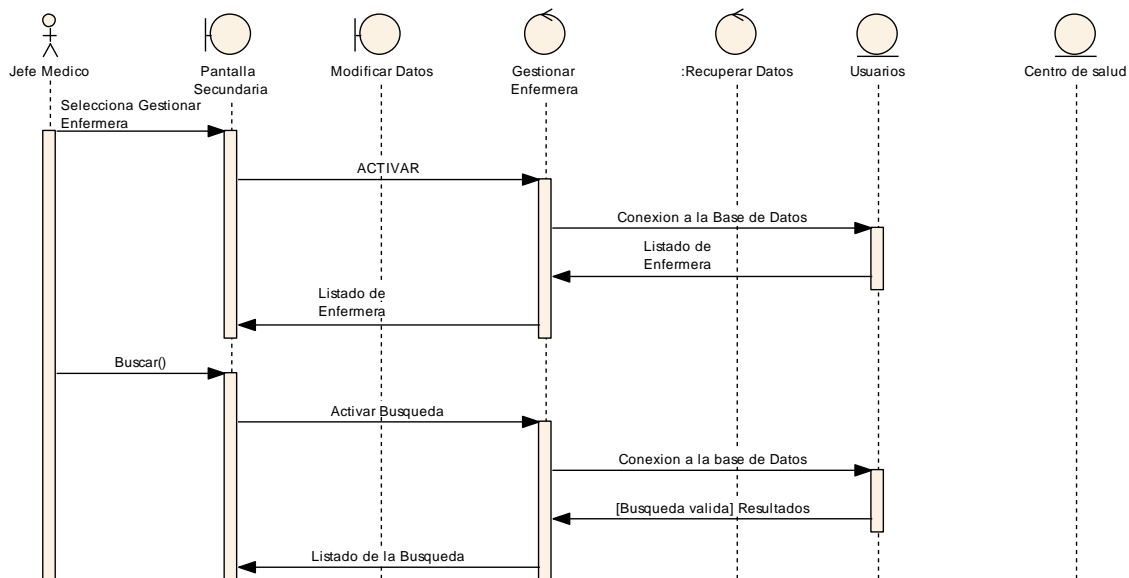 Jefe Medico
Pantalla
Secundaria
Modificar Datos
Gestionar
Enfermera
:Recuperar Datos
Usuarios
Centro de salud
Selecciona Gestionar
Enfermera
ACTIVAR
Conexion a la Base de Datos
Listado de
Enfermera
Listado de
Enfermera
Buscar()
Activar Busqueda
Conexion a la base de Datos
[Busqueda valida] Resultados
Listado de la Busqueda